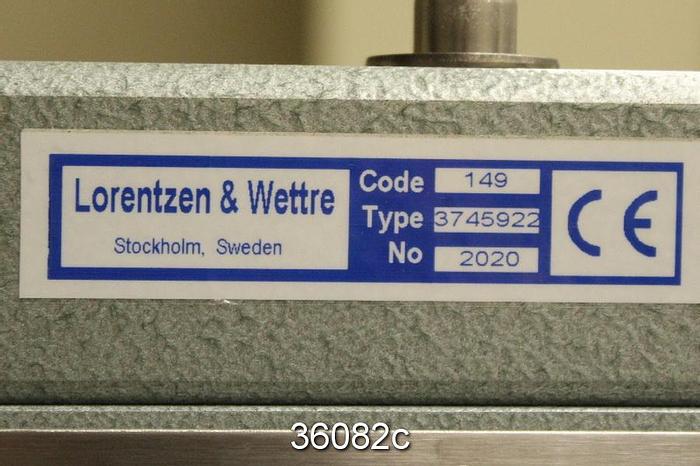 Lorentzen & Wettre
Stockholm, Sweden
Code 149
Type 3745922
No 2020
CE
36082c